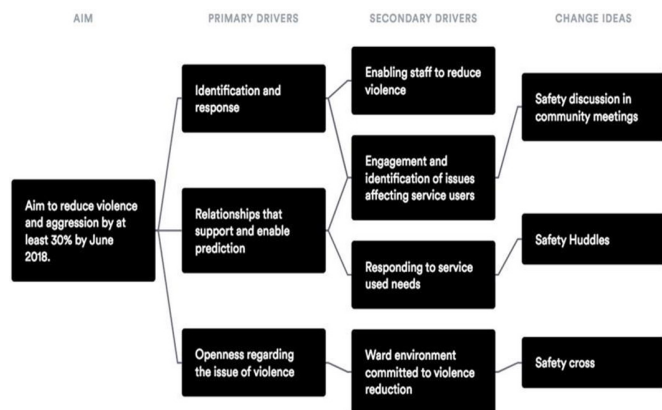 AIM
PRIMARY DRIVERS
SECONDARY DRIVERS
CHANGE IDEAS
Aim to reduce violence
and aggression by at
least 30% by June
2018.
Identification and
response
Relationships that
support and enable
prediction
Openness regarding
the issue of violence
Enabling staff to reduce
violence
Engagement and
identification of issues
affecting service users
Responding to service
used needs
Ward environment
committed to violence
reduction
Safety discussion in
community meetings
Safety Huddles
Safety cross